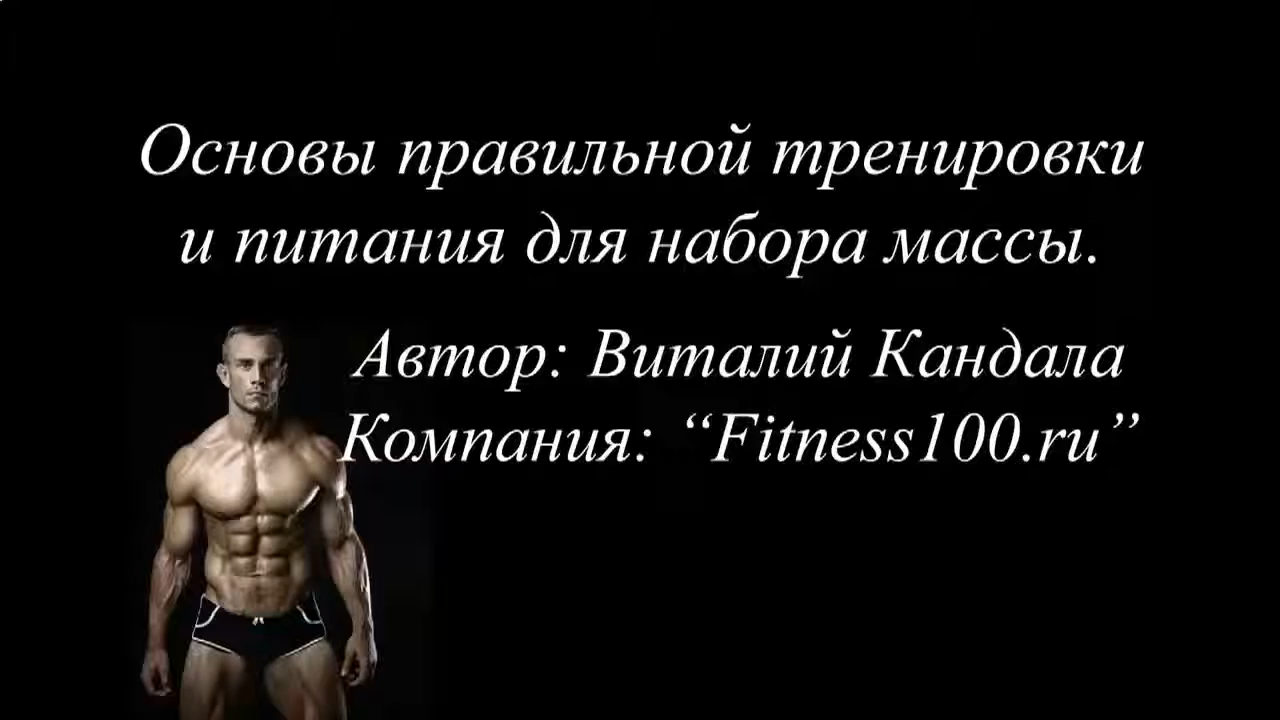 Основы правильной тренировки
и питания для набора массы.
Автор: Виталий Кандала
Компания: “Fitness100.ru”